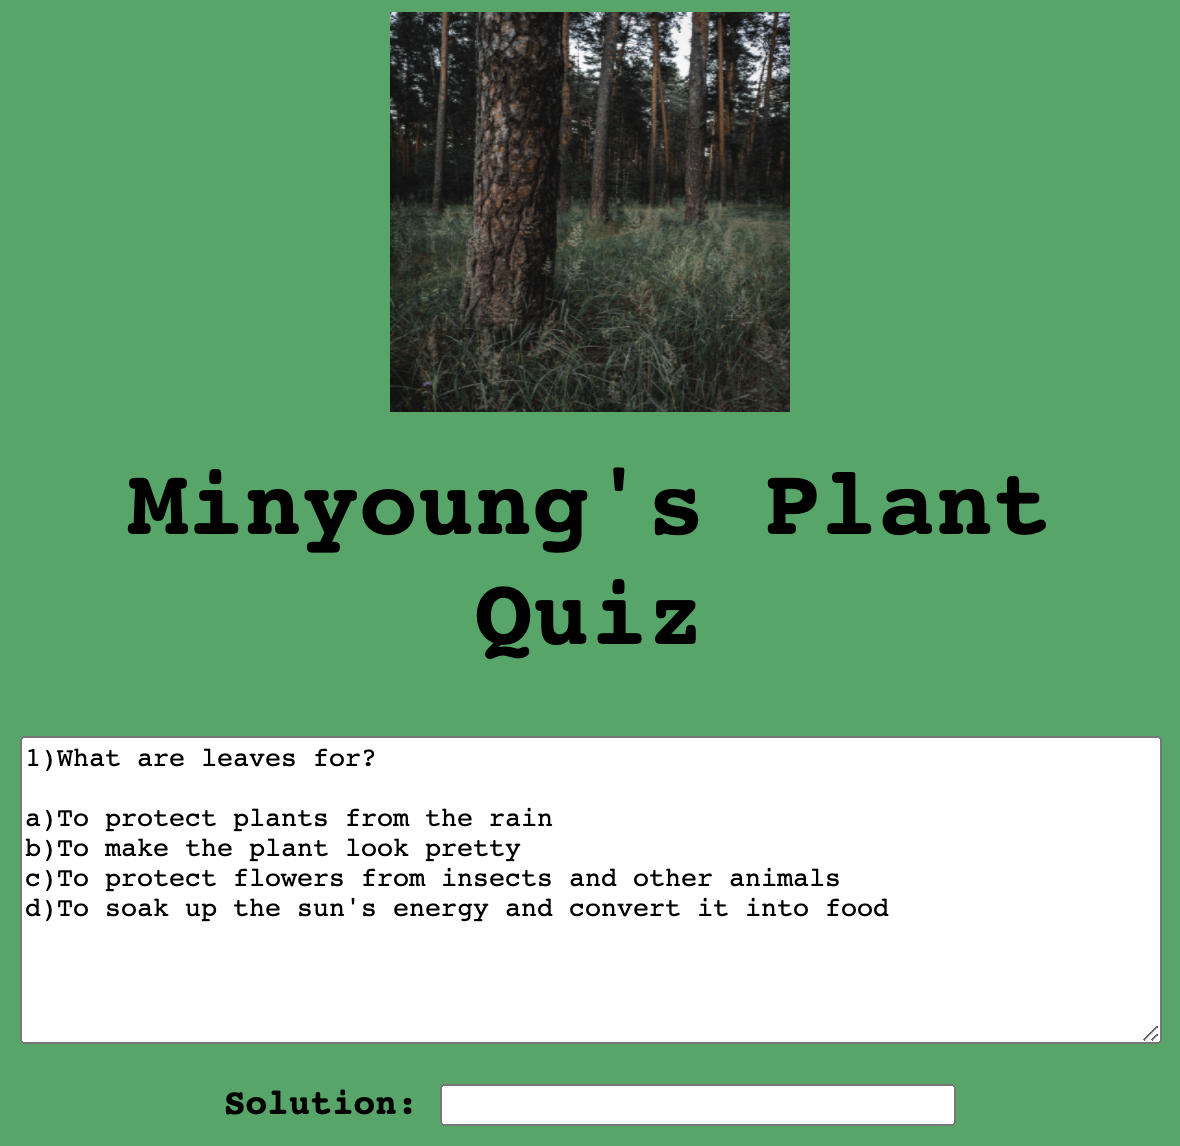 Minyoung's Plant
Quiz
1)What are leaves for?
a)To protect plants from the rain
b)To make the plant look pretty
c)To protect flowers from insects and other animals
d)To soak up the sun's energy and convert it into food
Solution: